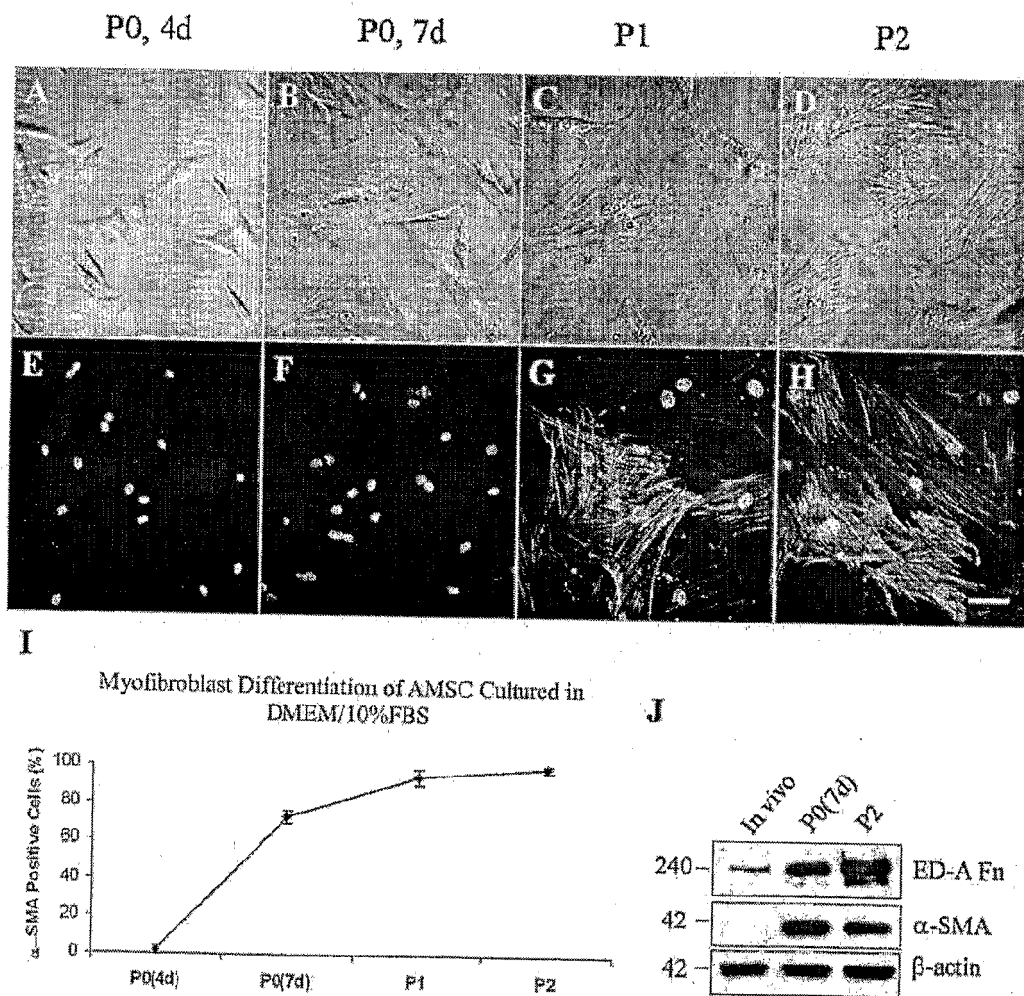 P0, 4d P0, 7d P1 P2
A B C D
E F G H
I
Myofibroblast Differentiation of AMSC Cultured in
DMEM/10%FBS
α-SMA Positive Cells (%)
100
80
60
40
20
0
P0(4d) P0(7d) P1 P2
J
In vivo P0(7d) P2
240 ED-A Fn
42 α-SMA
42 β-actin